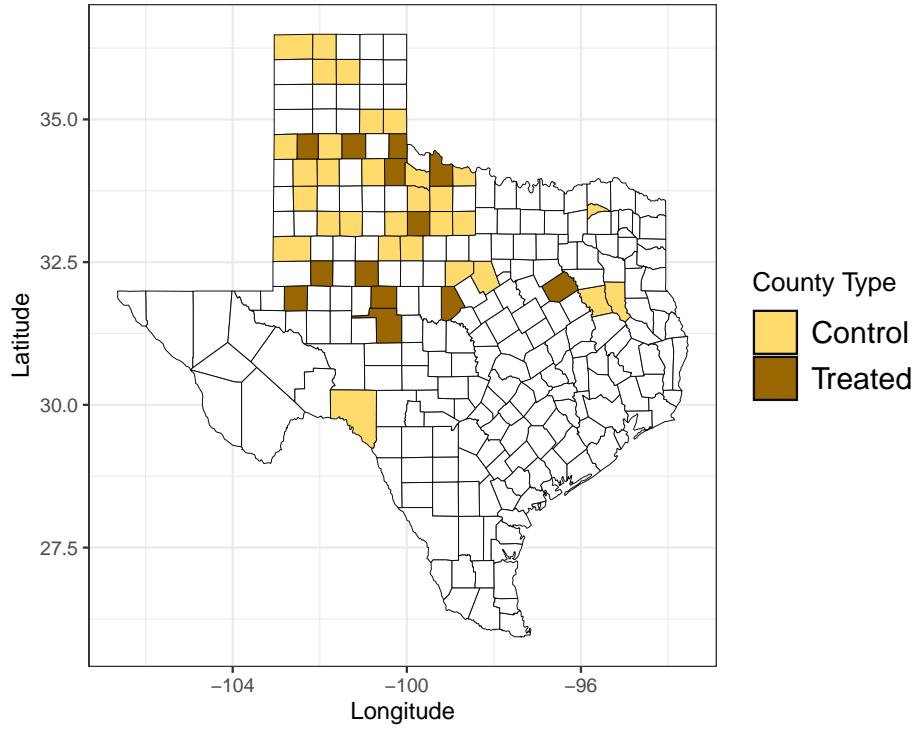 35.0
32.5
30.0
27.5
Latitude
−104
−100
−96
Longitude
County Type
Control
Treated